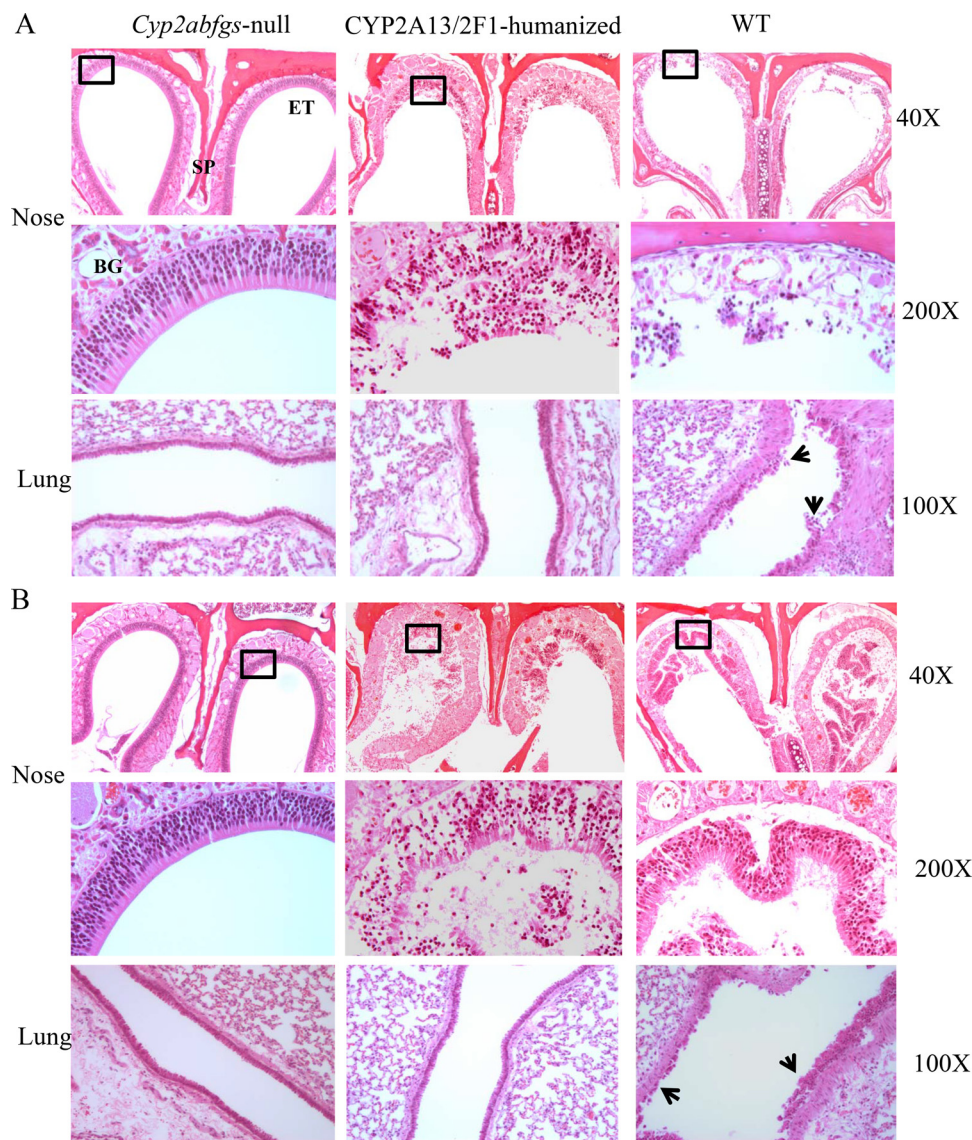 A
Cyp2abfgs-null
CYP2A13/2F1-humanized
WT
ET
SP
40X
Nose
BG
200X
Lung
100X
B
40X
Nose
200X
Lung
100X